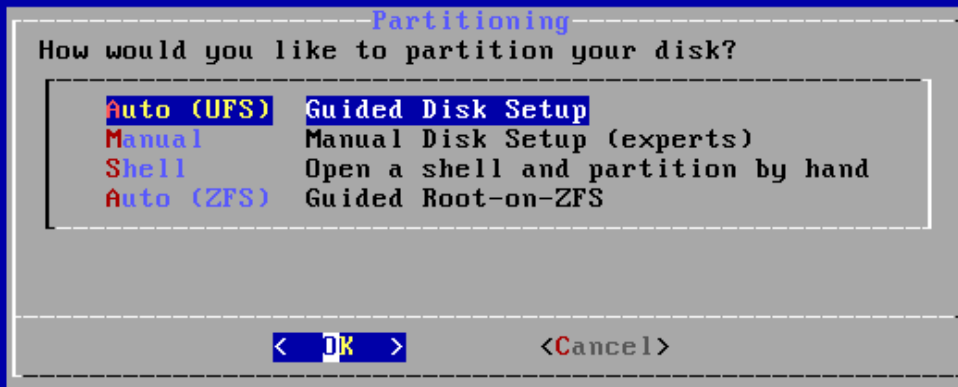 Partitioning
How would you like to partition your disk?
Auto (UFS) Guided Disk Setup
Manual Manual Disk Setup (experts)
Shell Open a shell and partition by hand
Auto (ZFS) Guided Root-on-ZFS
< OK > <Cancel>